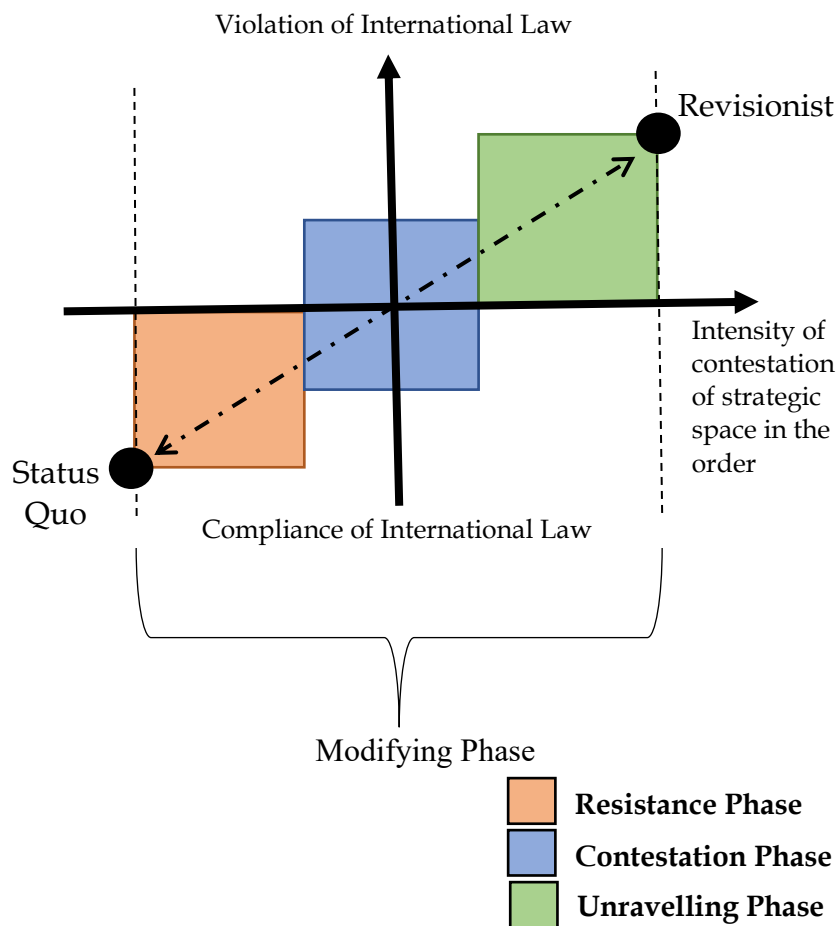 Violation of International Law
Revisionist
Intensity of
contestation
of strategic
space in the
order
Status
Quo
Compliance of International Law
Modifying Phase
Resistance Phase
Contestation Phase
Unravelling Phase